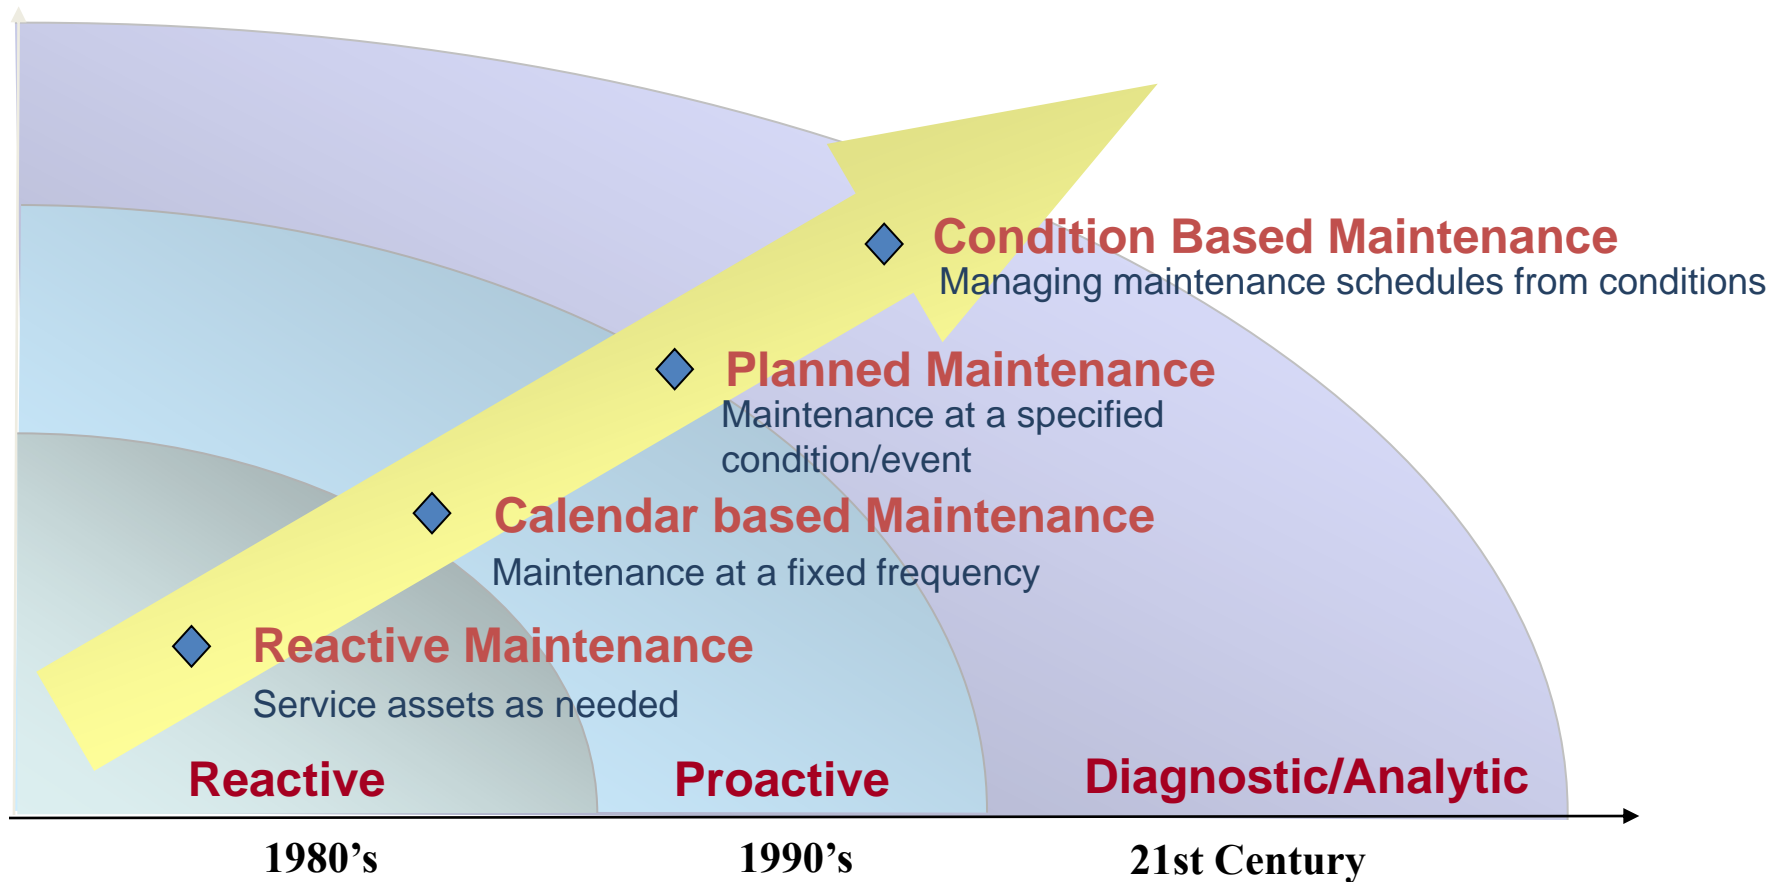 Condition Based Maintenance
Managing maintenance schedules from conditions
Planned Maintenance
Maintenance at a specified
condition/event
Calendar based Maintenance
Maintenance at a fixed frequency
Reactive Maintenance
Service assets as needed
Reactive
Proactive
Diagnostic/Analytic
1980’s
1990’s
21st Century